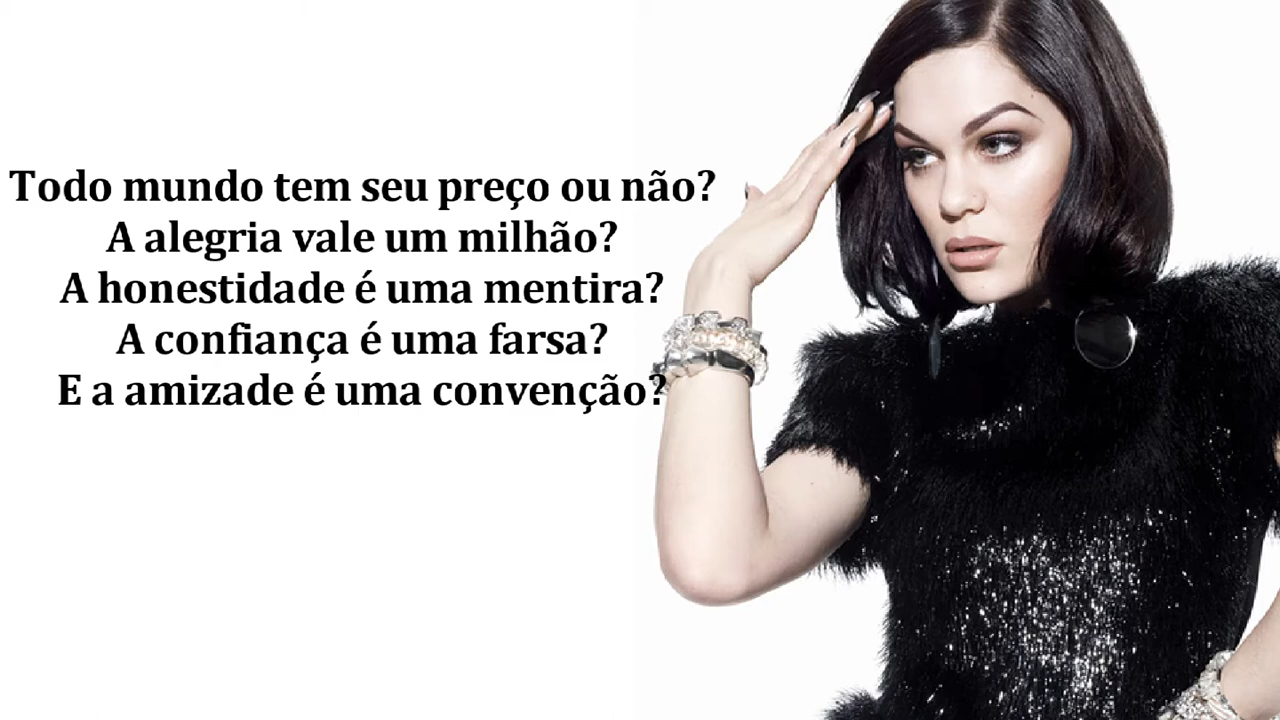 Todo mundo tem seu preço ou não?
A alegria vale um milhão?
A honestidade é uma mentira?
A confiança é uma farsa?
E a amizade é uma convenção?